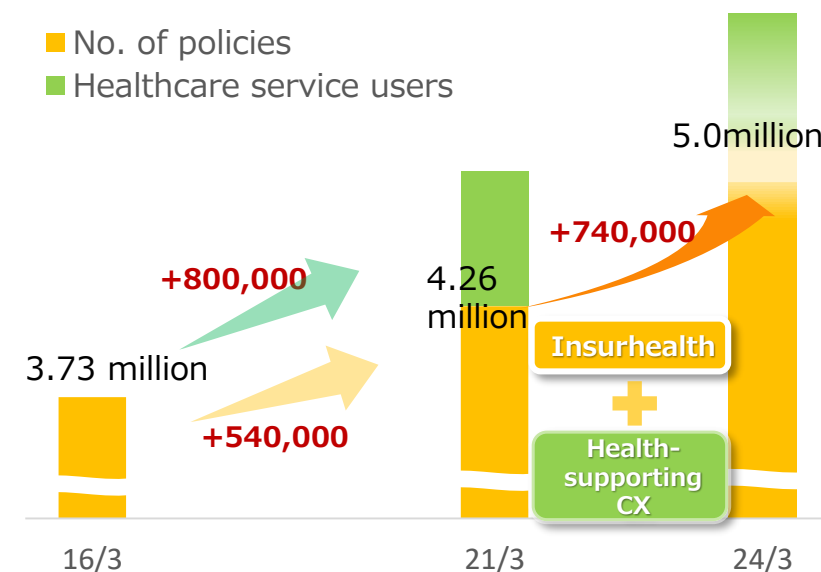 No. of policies
Healthcare service users
5.0million
+740,000
+800,000
4.26
million
3.73 million
Insurhealth
+540,000
Health-
supporting
CX
16/3
21/3
24/3